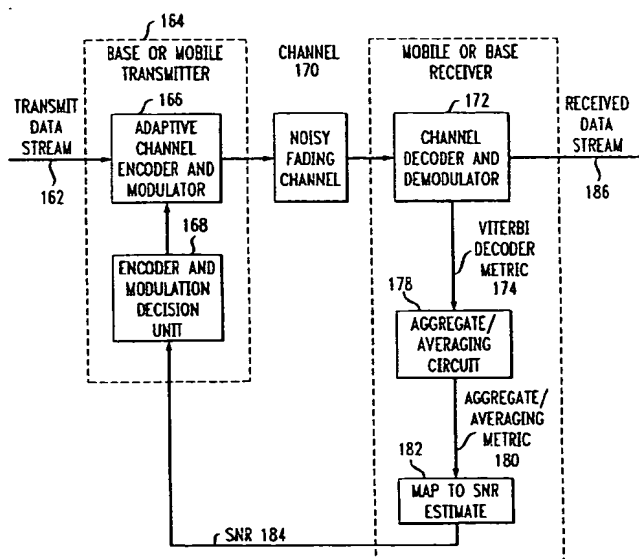 164
BASE OR MOBILE
TRANSMITTER
CHANNEL
170
MOBILE OR BASE
RECEIVER
TRANSMIT
DATA
STREAM
162
166
ADAPTIVE
CHANNEL
ENCODER AND
MODULATOR
NOISY
FADING
CHANNEL
172
CHANNEL
DECODER AND
DEMODULATOR
RECEIVED
DATA
STREAM
186
168
ENCODER AND
MODULATION
DECISION
UNIT
VITERBI
DECODER
METRIC
174
178
AGGREGATE/
AVERAGING
CIRCUIT
AGGREGATE/
AVERAGING
METRIC
180
182
MAP TO SNR
ESTIMATE
SNR 184